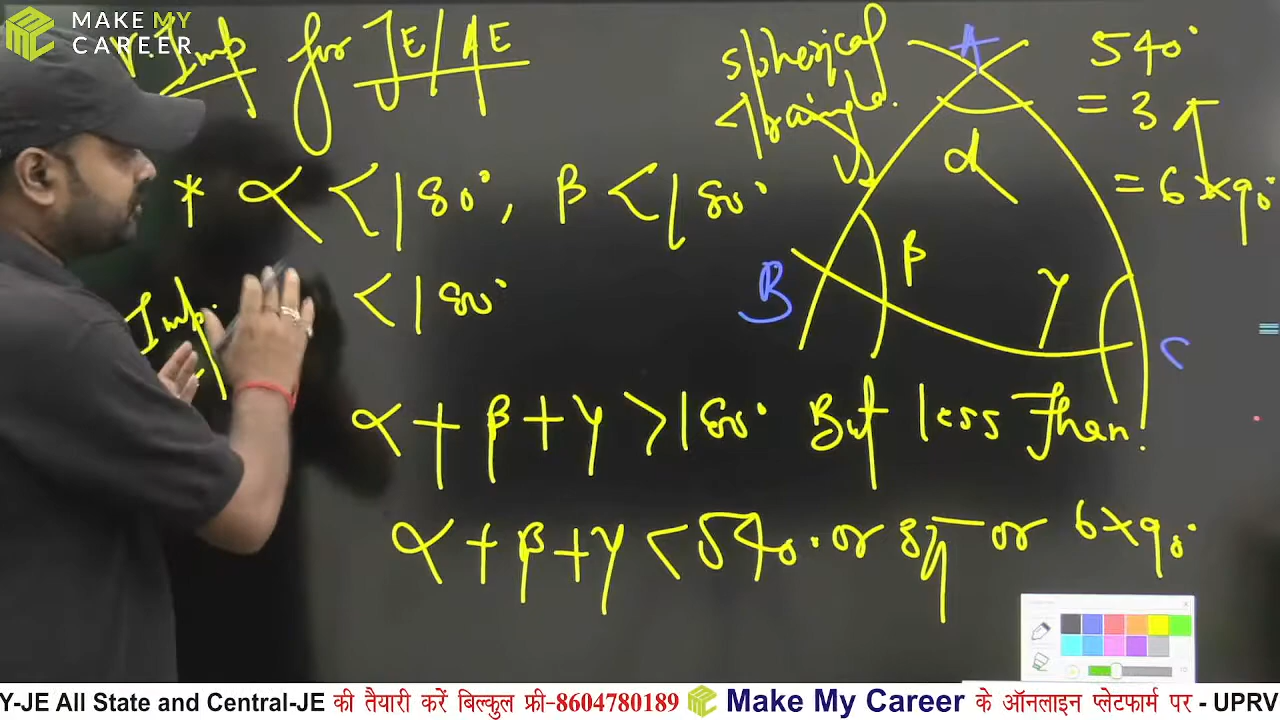 MAKE MY
CAREER
V. Imp for JE/AE
spherical
triangle.
A
540°
= 3π
= 6×90°
α
* α < 180°, β < 180°
β
γ
B
C
Imp.
< 180°
α + β + γ > 180° But less Than.
α + β + γ < 540° or 3π or 6×90°
Y-JE All State and Central-JE की तैयारी करें बिल्कुल फ्री-8604780189 Make My Career के ऑनलाइन प्लेटफार्म पर - UPRV